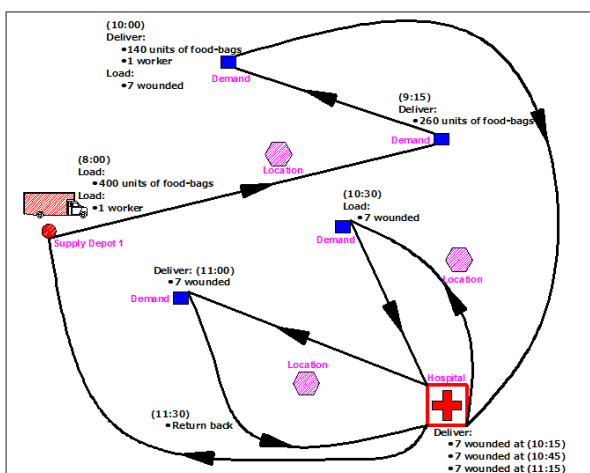 (10:00)
Deliver:
•140 units of food-bags
•1 worker
Load:
•7 wounded
Demand
(9:15)
Deliver:
•260 units of food-bags
Demand
Location
(8:00)
Load:
•400 units of food-bags
Load:
•1 worker
Supply Depot 1
(10:30)
Load:
•7 wounded
Demand
Location
Deliver: (11:00)
•7 wounded
Demand
Location
Hospital
(11:30)
•Return back
Deliver:
•7 wounded at (10:15)
•7 wounded at (10:45)
•7 wounded at (11:15)